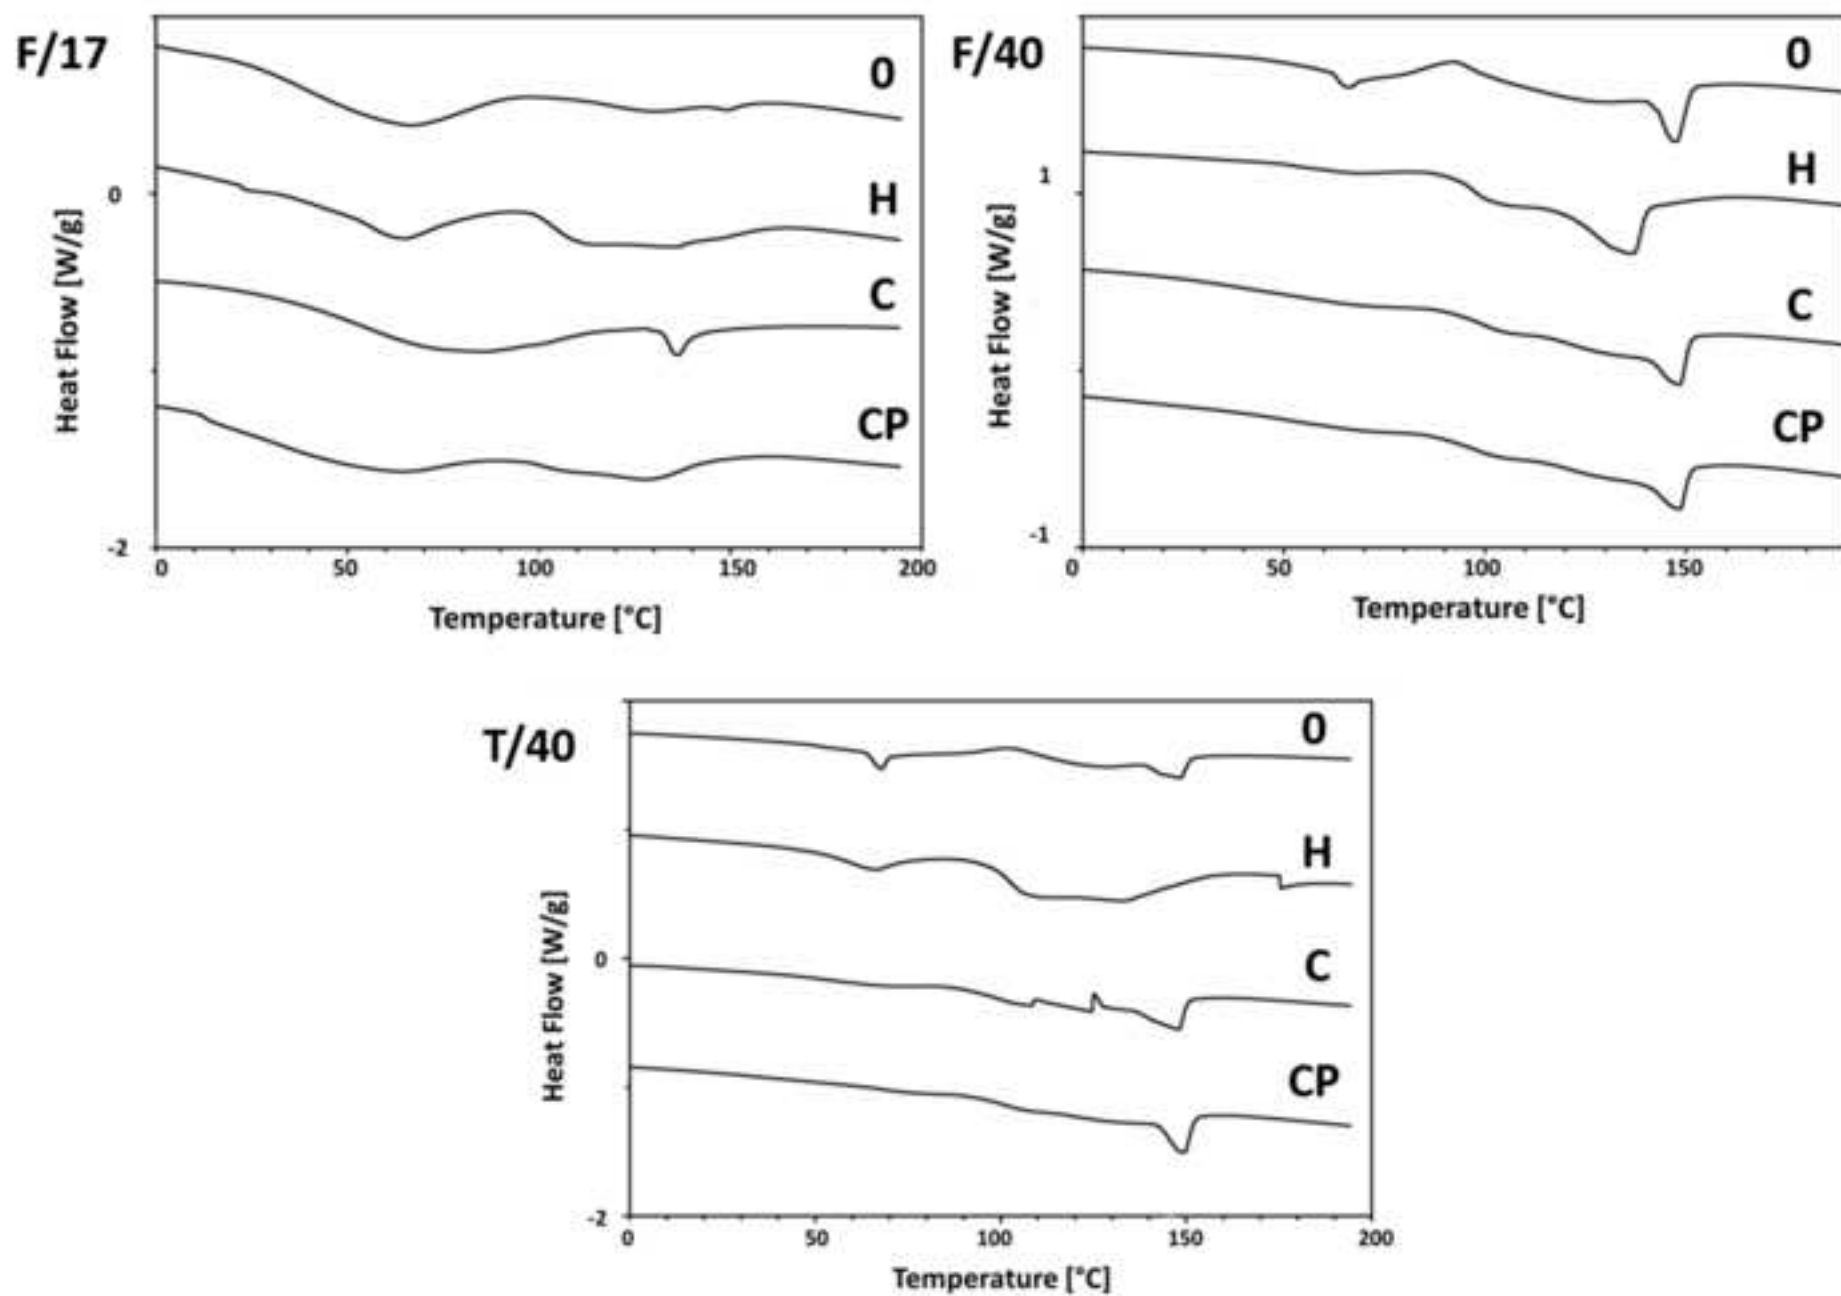 F/17
0
H
C
CP
0
-2
0 50 100 150 200
Heat Flow [W/g]
Temperature [°C]
F/40
0
H
C
CP
1
-1
0 50 100 150
Heat Flow [W/g]
Temperature [°C]
T/40
0
H
C
CP
0
-2
0 50 100 150 200
Heat Flow [W/g]
Temperature [°C]